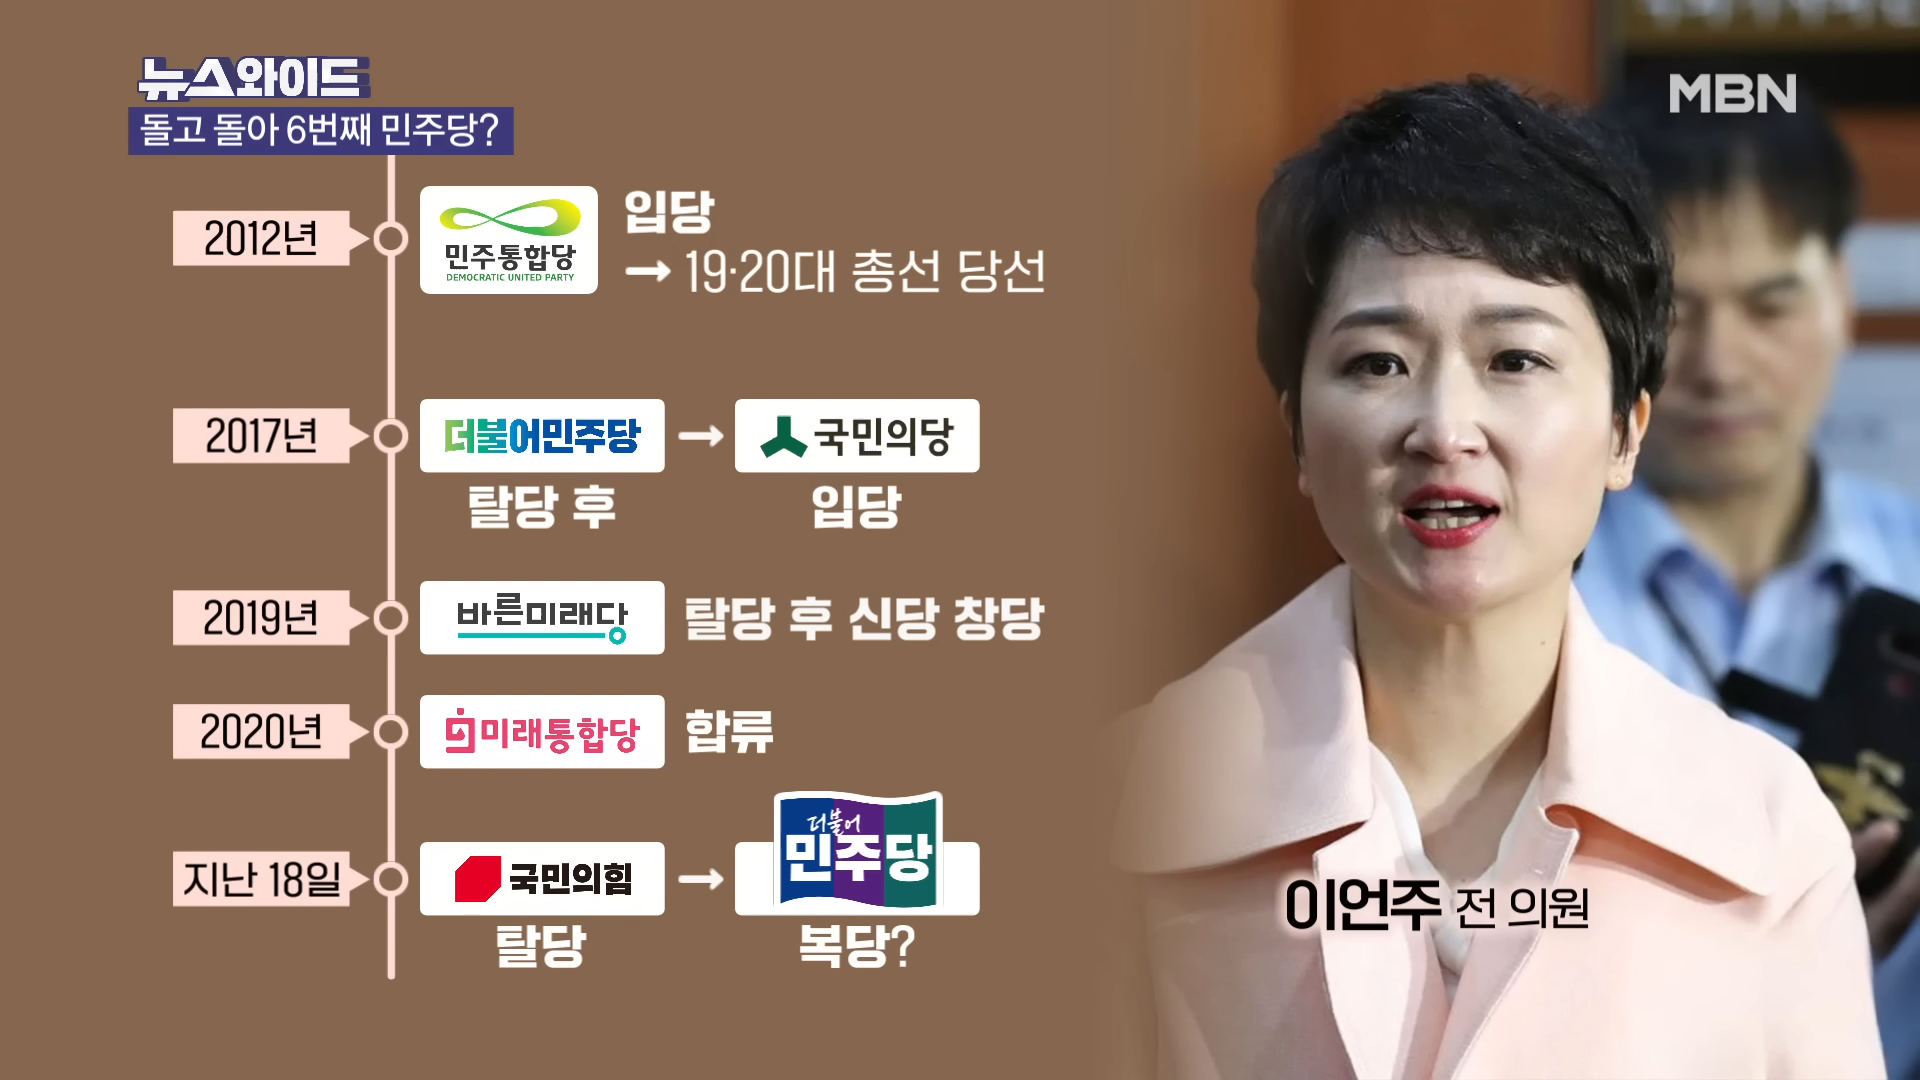 뉴스와이드
MBN
돌고 돌아 6번째 민주당?
2012년
민주통합당
DEMOCRATIC UNITED PARTY
입당
→ 19·20대 총선 당선
2017년
더불어민주당 → 국민의당
탈당 후 입당
2019년
바른미래당
탈당 후 신당 창당
2020년
미래통합당
합류
지난 18일
국민의힘 →
더불어
민주당
탈당 복당?
이언주 전 의원